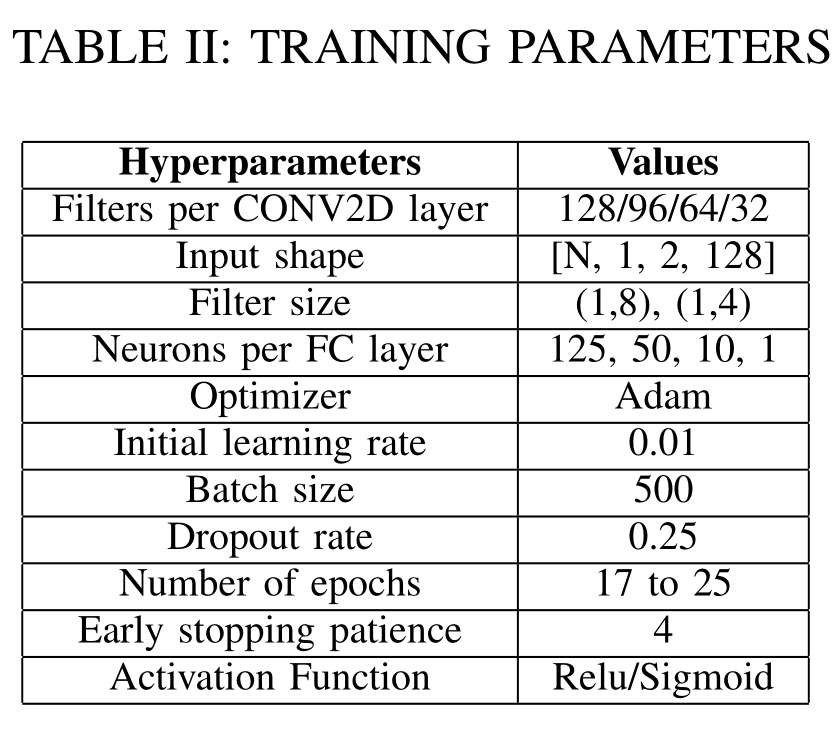 TABLE II: TRAINING PARAMETERS
Hyperparameters Values
Filters per CONV2D layer 128/96/64/32
Input shape [N, 1, 2, 128]
Filter size (1,8), (1,4)
Neurons per FC layer 125, 50, 10, 1
Optimizer Adam
Initial learning rate 0.01
Batch size 500
Dropout rate 0.25
Number of epochs 17 to 25
Early stopping patience 4
Activation Function Relu/Sigmoid